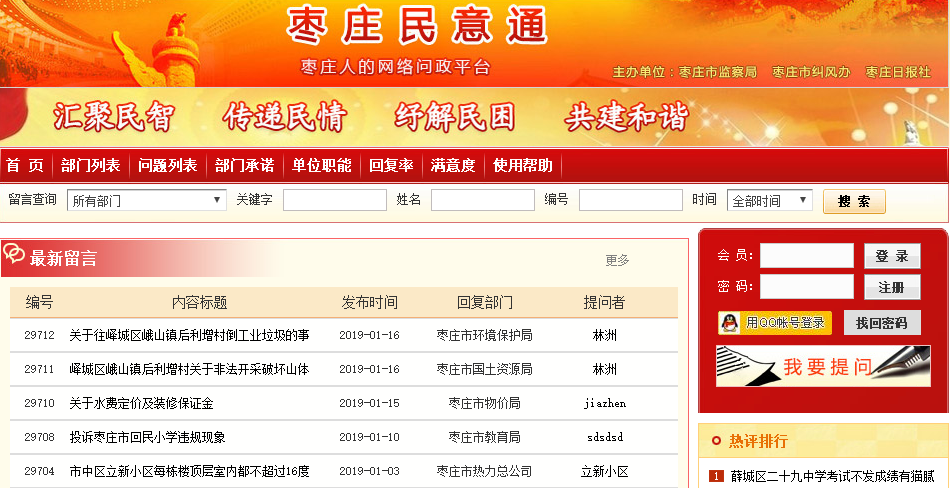 枣庄民意通
枣庄人的网络问政平台
主办单位：枣庄市监察局 枣庄市纠风办 枣庄日报社
汇聚民智 传递民情 纾解民困 共建和谐
首 页 部门列表 问题列表 部门承诺 单位职能 回复率 满意度 使用帮助
留言查询 所有部门 关键字 姓名 编号 时间 全部时间 搜 索
最新留言 更多
编号 内容标题 发布时间 回复部门 提问者
29712 关于往峄城区峨山镇后利增村倒工业垃圾的事 2019-01-16 枣庄市环境保护局 林洲
29711 峄城区峨山镇后利增村关于非法开采破坏山体 2019-01-16 枣庄市国土资源局 林洲
29710 关于水费定价及装修保证金 2019-01-15 枣庄市物价局 jiazhen
29708 投诉枣庄市回民小学违规现象 2019-01-10 枣庄市教育局 sdsdsd
29704 市中区立新小区每栋楼顶层室内都不超过16度 2019-01-03 枣庄市热力总公司 立新小区
会 员: 登 录
密 码: 注册
用QQ帐号登录 找回密码
我要提问
热评排行
1 薛城区二十九中学考试不发成绩有猫腻